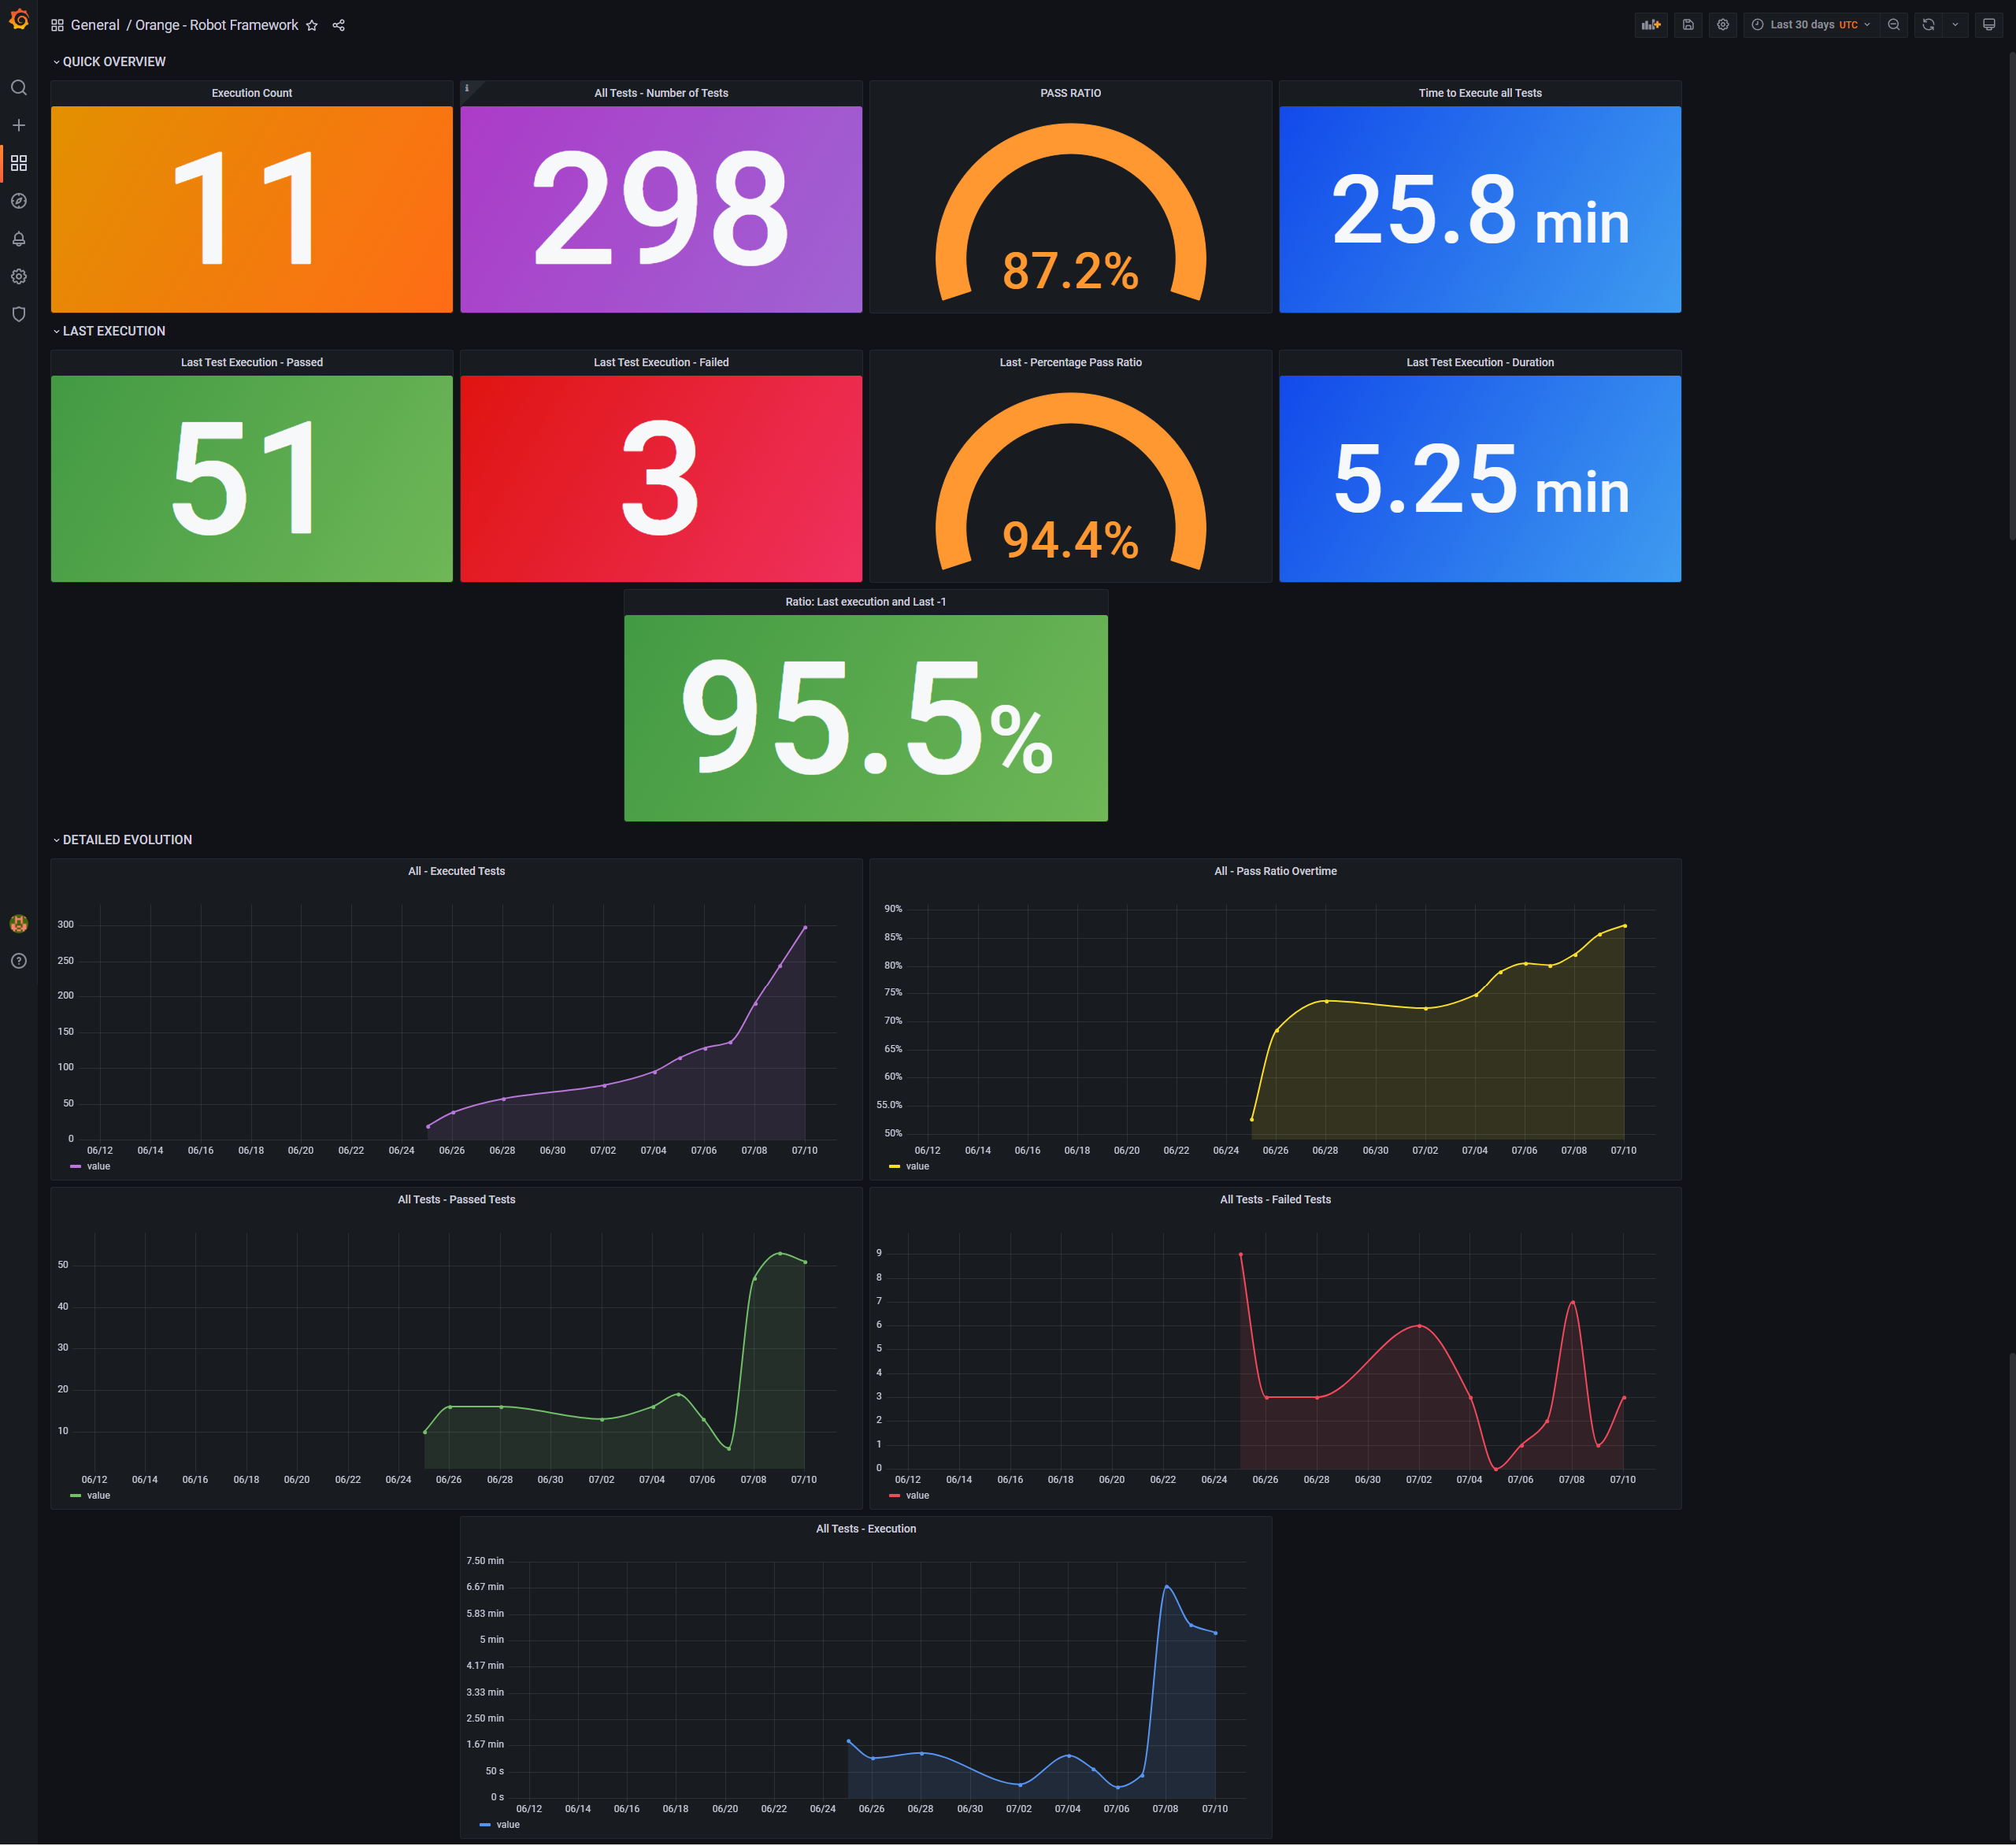 General / Orange - Robot Framework
Last 30 days UTC
QUICK OVERVIEW
Execution Count
11
i
All Tests - Number of Tests
298
PASS RATIO
87.2%
Time to Execute all Tests
25.8 min
LAST EXECUTION
Last Test Execution - Passed
51
Last Test Execution - Failed
3
Last - Percentage Pass Ratio
94.4%
Last Test Execution - Duration
5.25 min
Ratio: Last execution and Last -1
95.5%
DETAILED EVOLUTION
All - Executed Tests
300
250
200
150
100
50
0
06/12 06/14 06/16 06/18 06/20 06/22 06/24 06/26 06/28 06/30 07/02 07/04 07/06 07/08 07/10
value
All - Pass Ratio Overtime
90%
85%
80%
75%
70%
65%
60%
55.0%
50%
06/12 06/14 06/16 06/18 06/20 06/22 06/24 06/26 06/28 06/30 07/02 07/04 07/06 07/08 07/10
value
All Tests - Passed Tests
50
40
30
20
10
06/12 06/14 06/16 06/18 06/20 06/22 06/24 06/26 06/28 06/30 07/02 07/04 07/06 07/08 07/10
value
All Tests - Failed Tests
9
8
7
6
5
4
3
2
1
0
06/12 06/14 06/16 06/18 06/20 06/22 06/24 06/26 06/28 06/30 07/02 07/04 07/06 07/08 07/10
value
All Tests - Execution
7.50 min
6.67 min
5.83 min
5 min
4.17 min
3.33 min
2.50 min
1.67 min
50 s
0 s
06/12 06/14 06/16 06/18 06/20 06/22 06/24 06/26 06/28 06/30 07/02 07/04 07/06 07/08 07/10
value